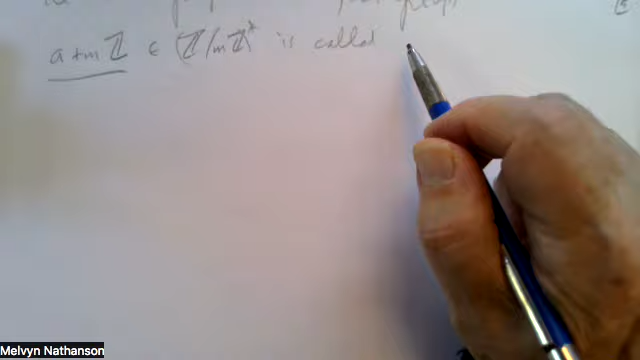 a + mℤ ∈ (ℤ/mℤ)* is called
Melvyn Nathanson